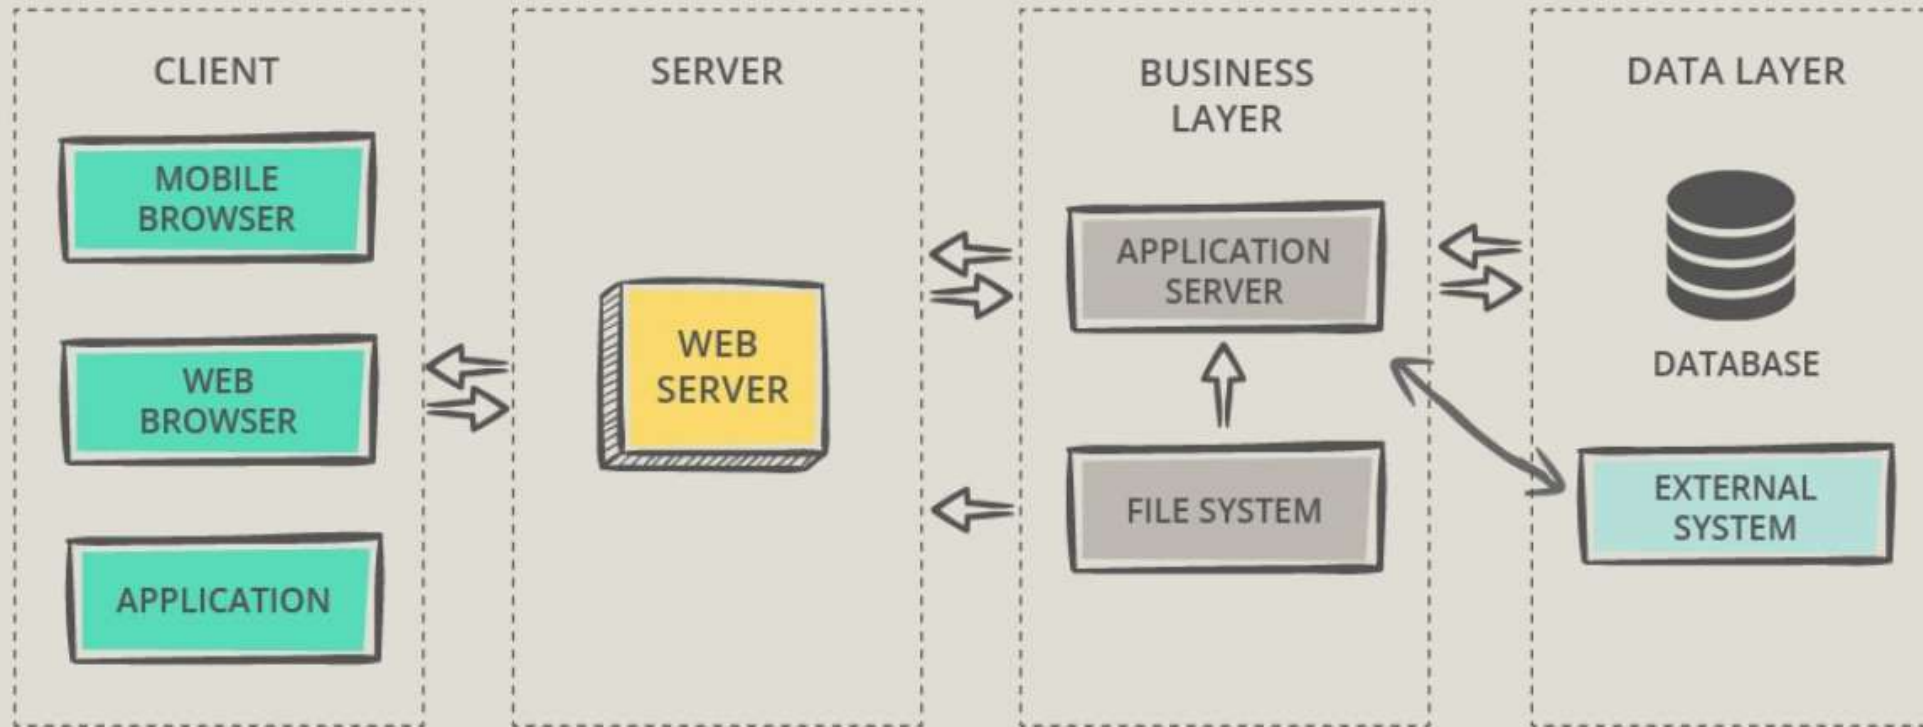 CLIENT
MOBILE
BROWSER
WEB
BROWSER
APPLICATION
SERVER
WEB
SERVER
BUSINESS
LAYER
APPLICATION
SERVER
FILE SYSTEM
DATA LAYER
DATABASE
EXTERNAL
SYSTEM